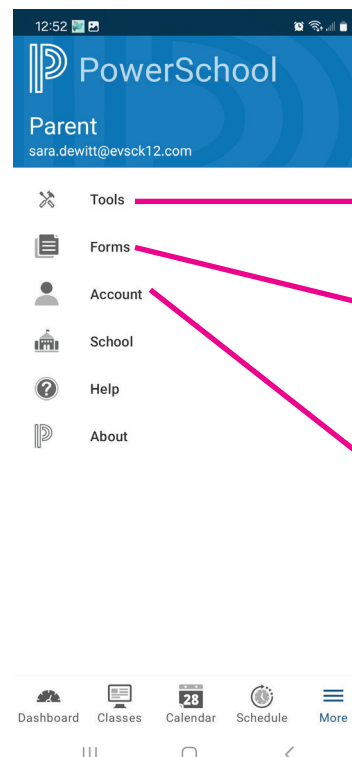 12:52
PowerSchool
Parent
sara.dewitt@evsck12.com
Tools
Forms
Account
School
Help
About
28
Dashboard Classes Calendar Schedule More